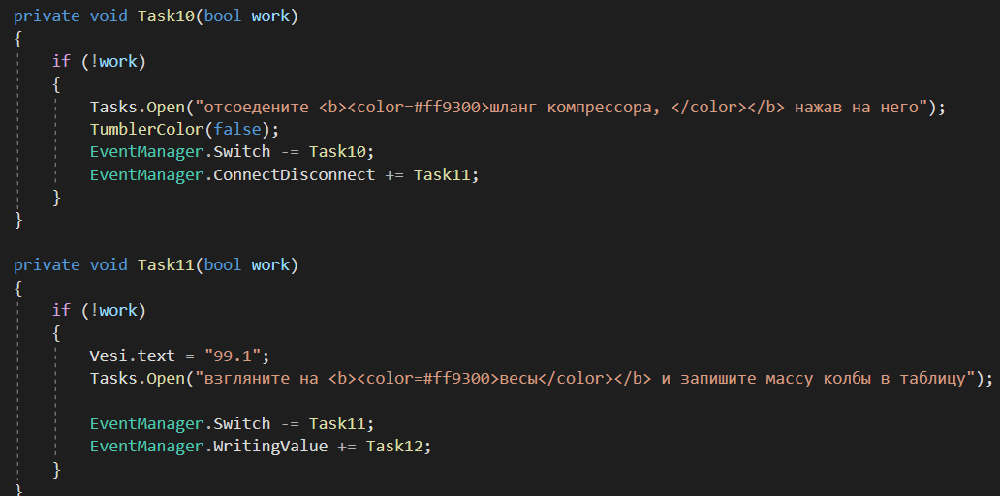 private void Task10(bool work)
{
if (!work)
{
Tasks.Open("отсоедените <b><color=#ff9300>шланг компрессора, </color></b> нажав на него");
TumblerColor(false);
EventManager.Switch -= Task10;
EventManager.ConnectDisconnect += Task11;
}
}
private void Task11(bool work)
{
if (!work)
{
Vesi.text = "99.1";
Tasks.Open("взгляните на <b><color=#ff9300>весы</color></b> и запишите массу колбы в таблицу");
EventManager.Switch -= Task11;
EventManager.WritingValue += Task12;
}
}